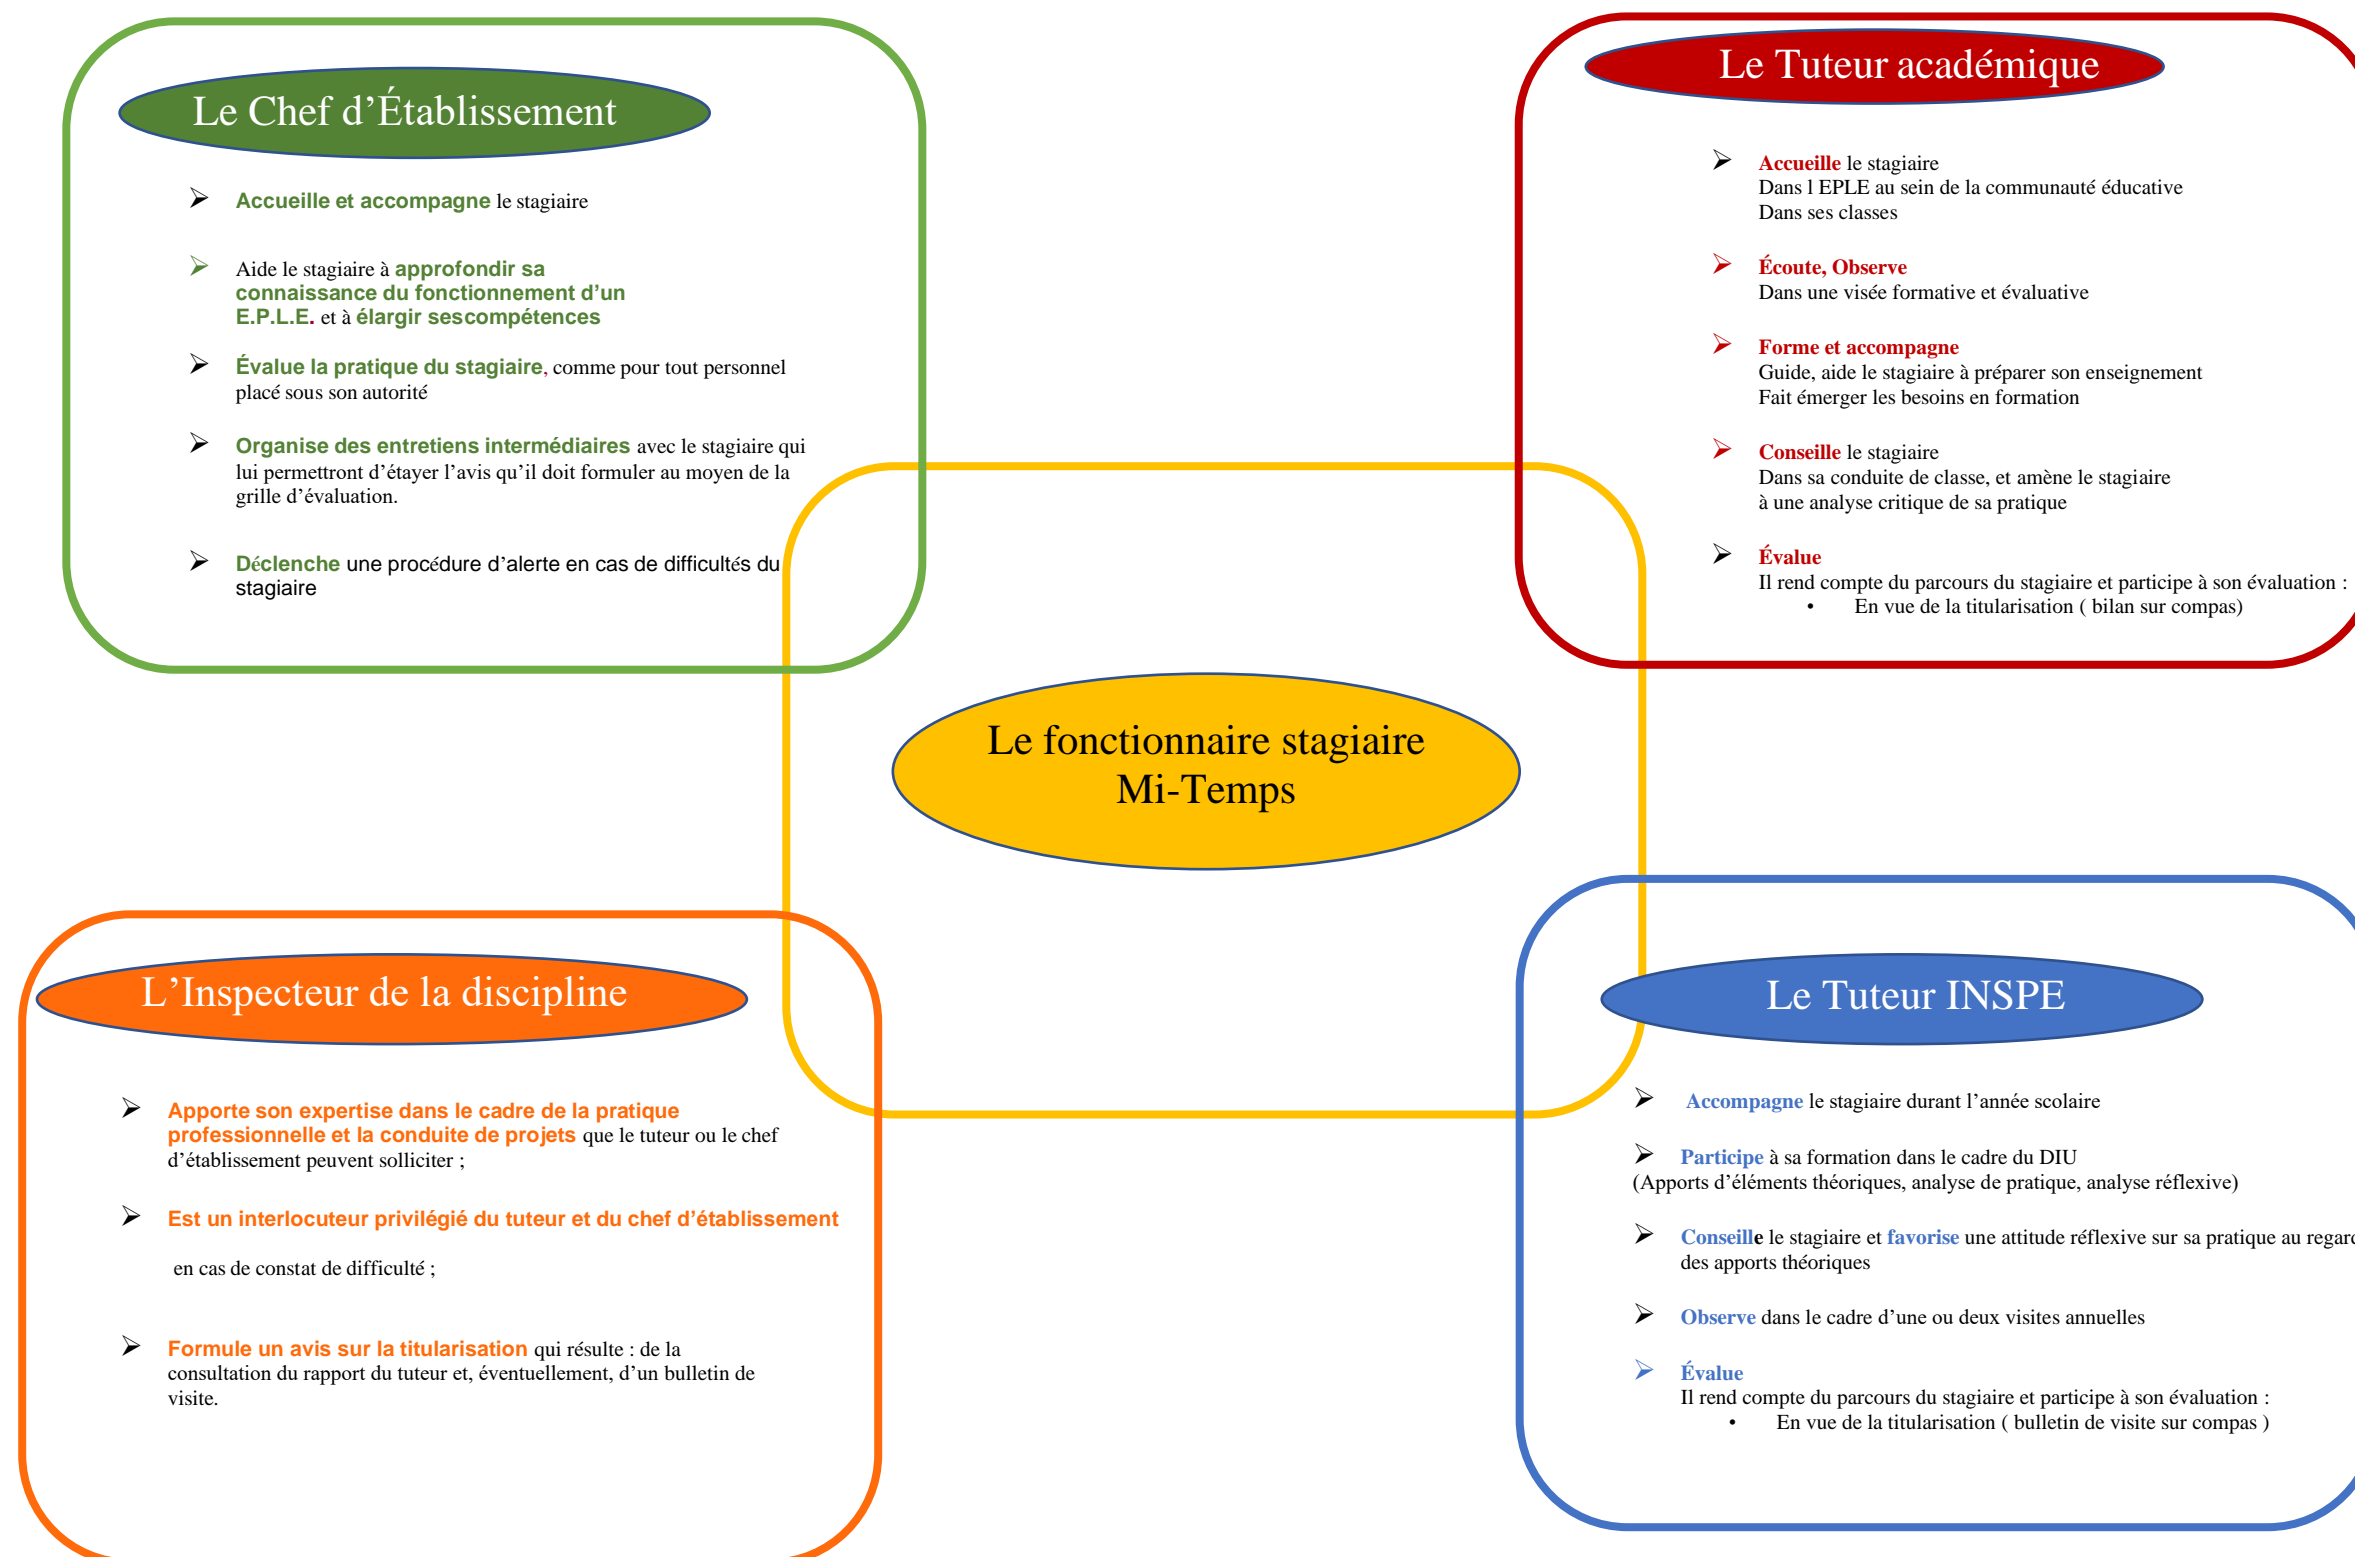 Le Chef d’Établissement
➢ Accueille et accompagne le stagiaire
➢ Aide le stagiaire à approfondir sa
connaissance du fonctionnement d’un
E.P.L.E. et à élargir sescompétences
➢ Évalue la pratique du stagiaire, comme pour tout personnel
placé sous son autorité
➢ Organise des entretiens intermédiaires avec le stagiaire qui
lui permettront d’étayer l’avis qu’il doit formuler au moyen de la
grille d’évaluation.
➢ Déclenche une procédure d’alerte en cas de difficultés du
stagiaire
Le Tuteur académique
➢ Accueille le stagiaire
Dans l EPLE au sein de la communauté éducative
Dans ses classes
➢ Écoute, Observe
Dans une visée formative et évaluative
➢ Forme et accompagne
Guide, aide le stagiaire à préparer son enseignement
Fait émerger les besoins en formation
➢ Conseille le stagiaire
Dans sa conduite de classe, et amène le stagiaire
à une analyse critique de sa pratique
➢ Évalue
Il rend compte du parcours du stagiaire et participe à son évaluation :
• En vue de la titularisation ( bilan sur compas)
Le fonctionnaire stagiaire
Mi-Temps
L’Inspecteur de la discipline
➢ Apporte son expertise dans le cadre de la pratique
professionnelle et la conduite de projets que le tuteur ou le chef
d’établissement peuvent solliciter ;
➢ Est un interlocuteur privilégié du tuteur et du chef d’établissement
en cas de constat de difficulté ;
➢ Formule un avis sur la titularisation qui résulte : de la
consultation du rapport du tuteur et, éventuellement, d’un bulletin de
visite.
Le Tuteur INSPE
➢ Accompagne le stagiaire durant l’année scolaire
➢ Participe à sa formation dans le cadre du DIU
(Apports d’éléments théoriques, analyse de pratique, analyse réflexive)
➢ Conseille le stagiaire et favorise une attitude réflexive sur sa pratique au regard
des apports théoriques
➢ Observe dans le cadre d’une ou deux visites annuelles
➢ Évalue
Il rend compte du parcours du stagiaire et participe à son évaluation :
• En vue de la titularisation ( bulletin de visite sur compas )